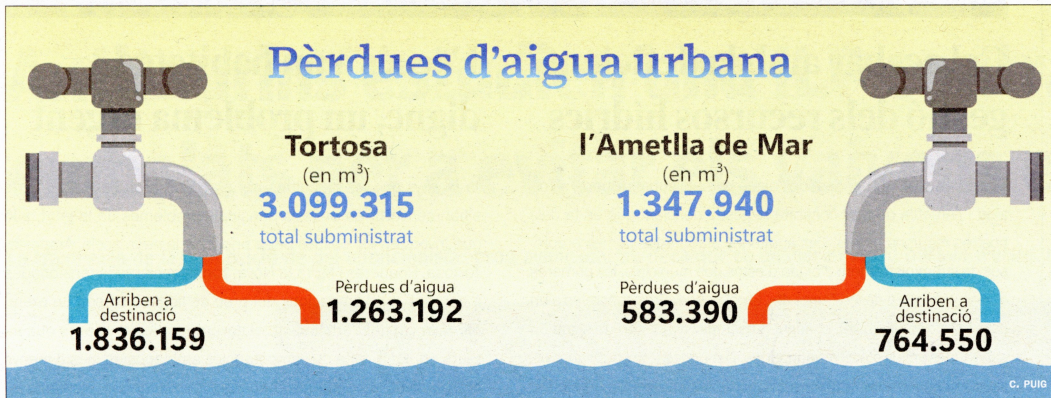 Pèrdues d'aigua urbana
Tortosa
(en m³)
3.099.315
total subministrat
Arriben a
destinació
1.836.159
Pèrdues d'aigua
1.263.192
l'Ametlla de Mar
(en m³)
1.347.940
total subministrat
Pèrdues d'aigua
583.390
Arriben a
destinació
764.550
C. PUIG